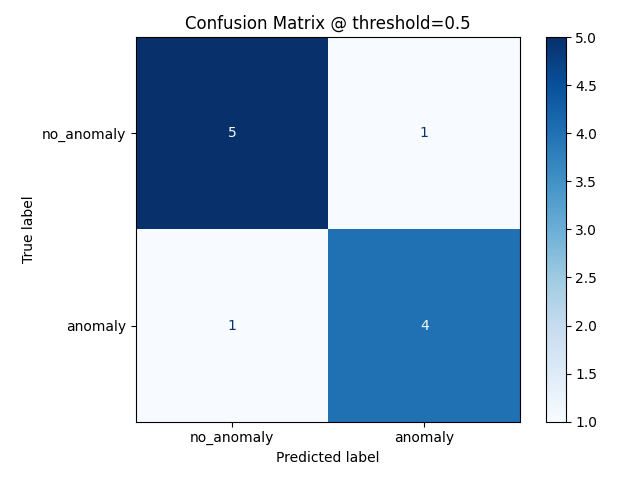 Confusion Matrix @ threshold=0.5
True label
no_anomaly
5
1
anomaly
1
4
no_anomaly
anomaly
Predicted label
5.0
4.5
4.0
3.5
3.0
2.5
2.0
1.5
1.0